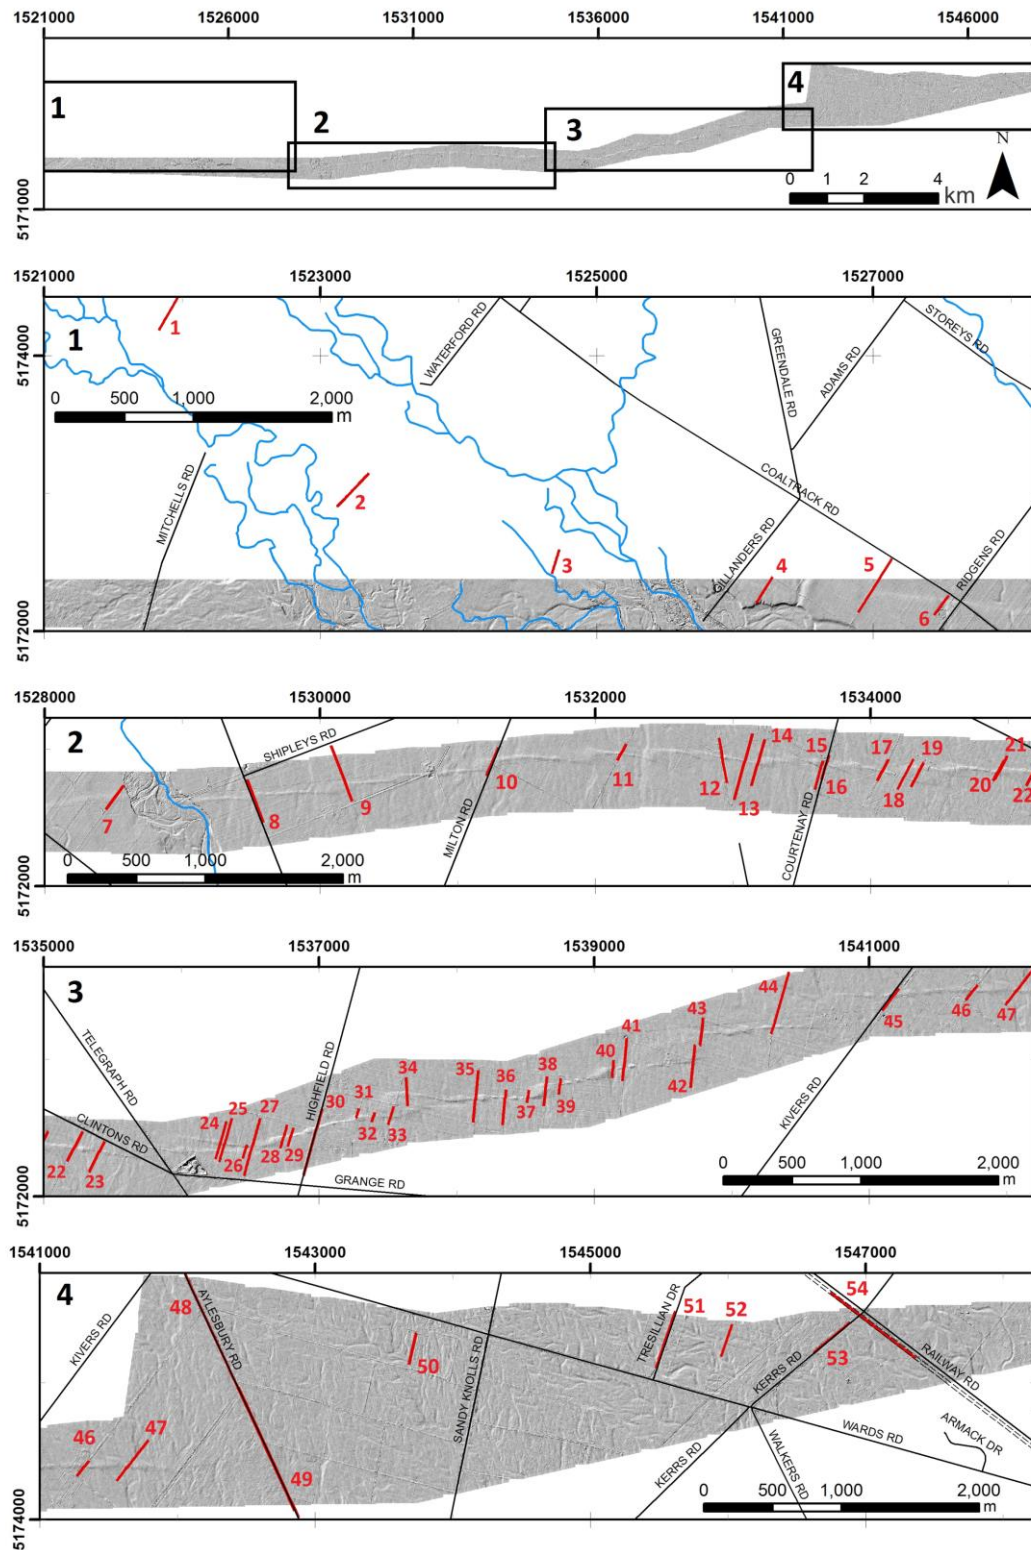 1521000 1526000 1531000 1536000 1541000 1546000
1 2 3 4
N
0 1 2 4
km
5171000
1521000 1523000 1525000 1527000
1
5174000
5172000
0 500 1,000 2,000
m
WATERFORD RD
GREENDALE RD
ADAMS RD
STOREYS RD
MITCHELLS RD
COALTRACK RD
GILLANDERS RD
RIDGENS RD
1 2 3 4 5 6
1528000 1530000 1532000 1534000
2
5172000
SHIPLEYS RD
MILTON RD
COURTENAY RD
7 8 9 10 11 12 13 14 15 16 17 18 19 20 21 22
0 500 1,000 2,000
m
1535000 1537000 1539000 1541000
3
5172000
TELEGRAPH RD
CLINTONS RD
HIGHFIELD RD
GRANGE RD
KIVERS RD
22 23 24 25 26 27 28 29 30 31 32 33 34 35 36 37 38 39 40 41 42 43 44 45 46 47
0 500 1,000 2,000
m
1541000 1543000 1545000 1547000
4
5174000
KIVERS RD
AYLESBURY RD
SANDY KNOLLS RD
TRESILLIAN DR
KERRS RD
RAILWAY RD
WARDS RD
ARMACK DR
KERRS RD
WALKERS RD
46 47 48 49 50 51 52 53 54
0 500 1,000 2,000
m